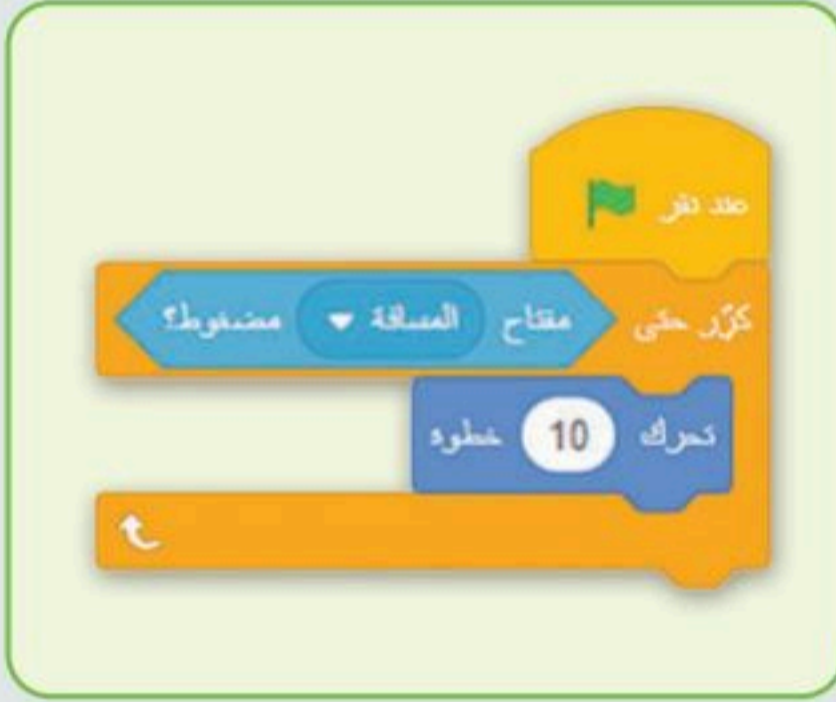 عند نقر
كرّر حتى مفتاح المسافة مضغوط؟
تحرك 10 خطوة